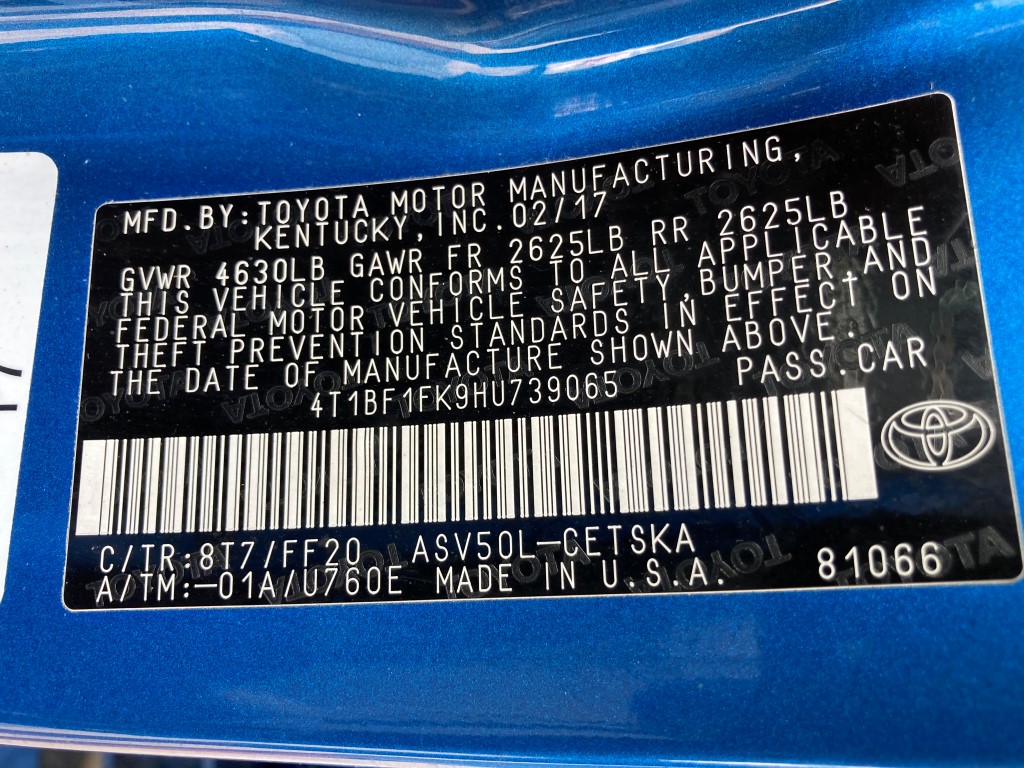 MFD.BY:TOYOTA MOTOR MANUFACTURING,
KENTUCKY, INC. 02/17
GVWR 4630LB GAWR FR 2625LB RR 2625LB
THIS VEHICLE CONFORMS TO ALL APPLICABLE
FEDERAL MOTOR VEHICLE SAFETY,BUMPER,AND
THEFT PREVENTION STANDARDS IN EFFECT ON
THE DATE OF MANUFACTURE SHOWN ABOVE.
4T1BF1FK9HU739065 PASS.CAR
C/TR:8T7/FF20 ASV50L-CETSKA
A/TM:-01A/U760E MADE IN U.S.A. 81066